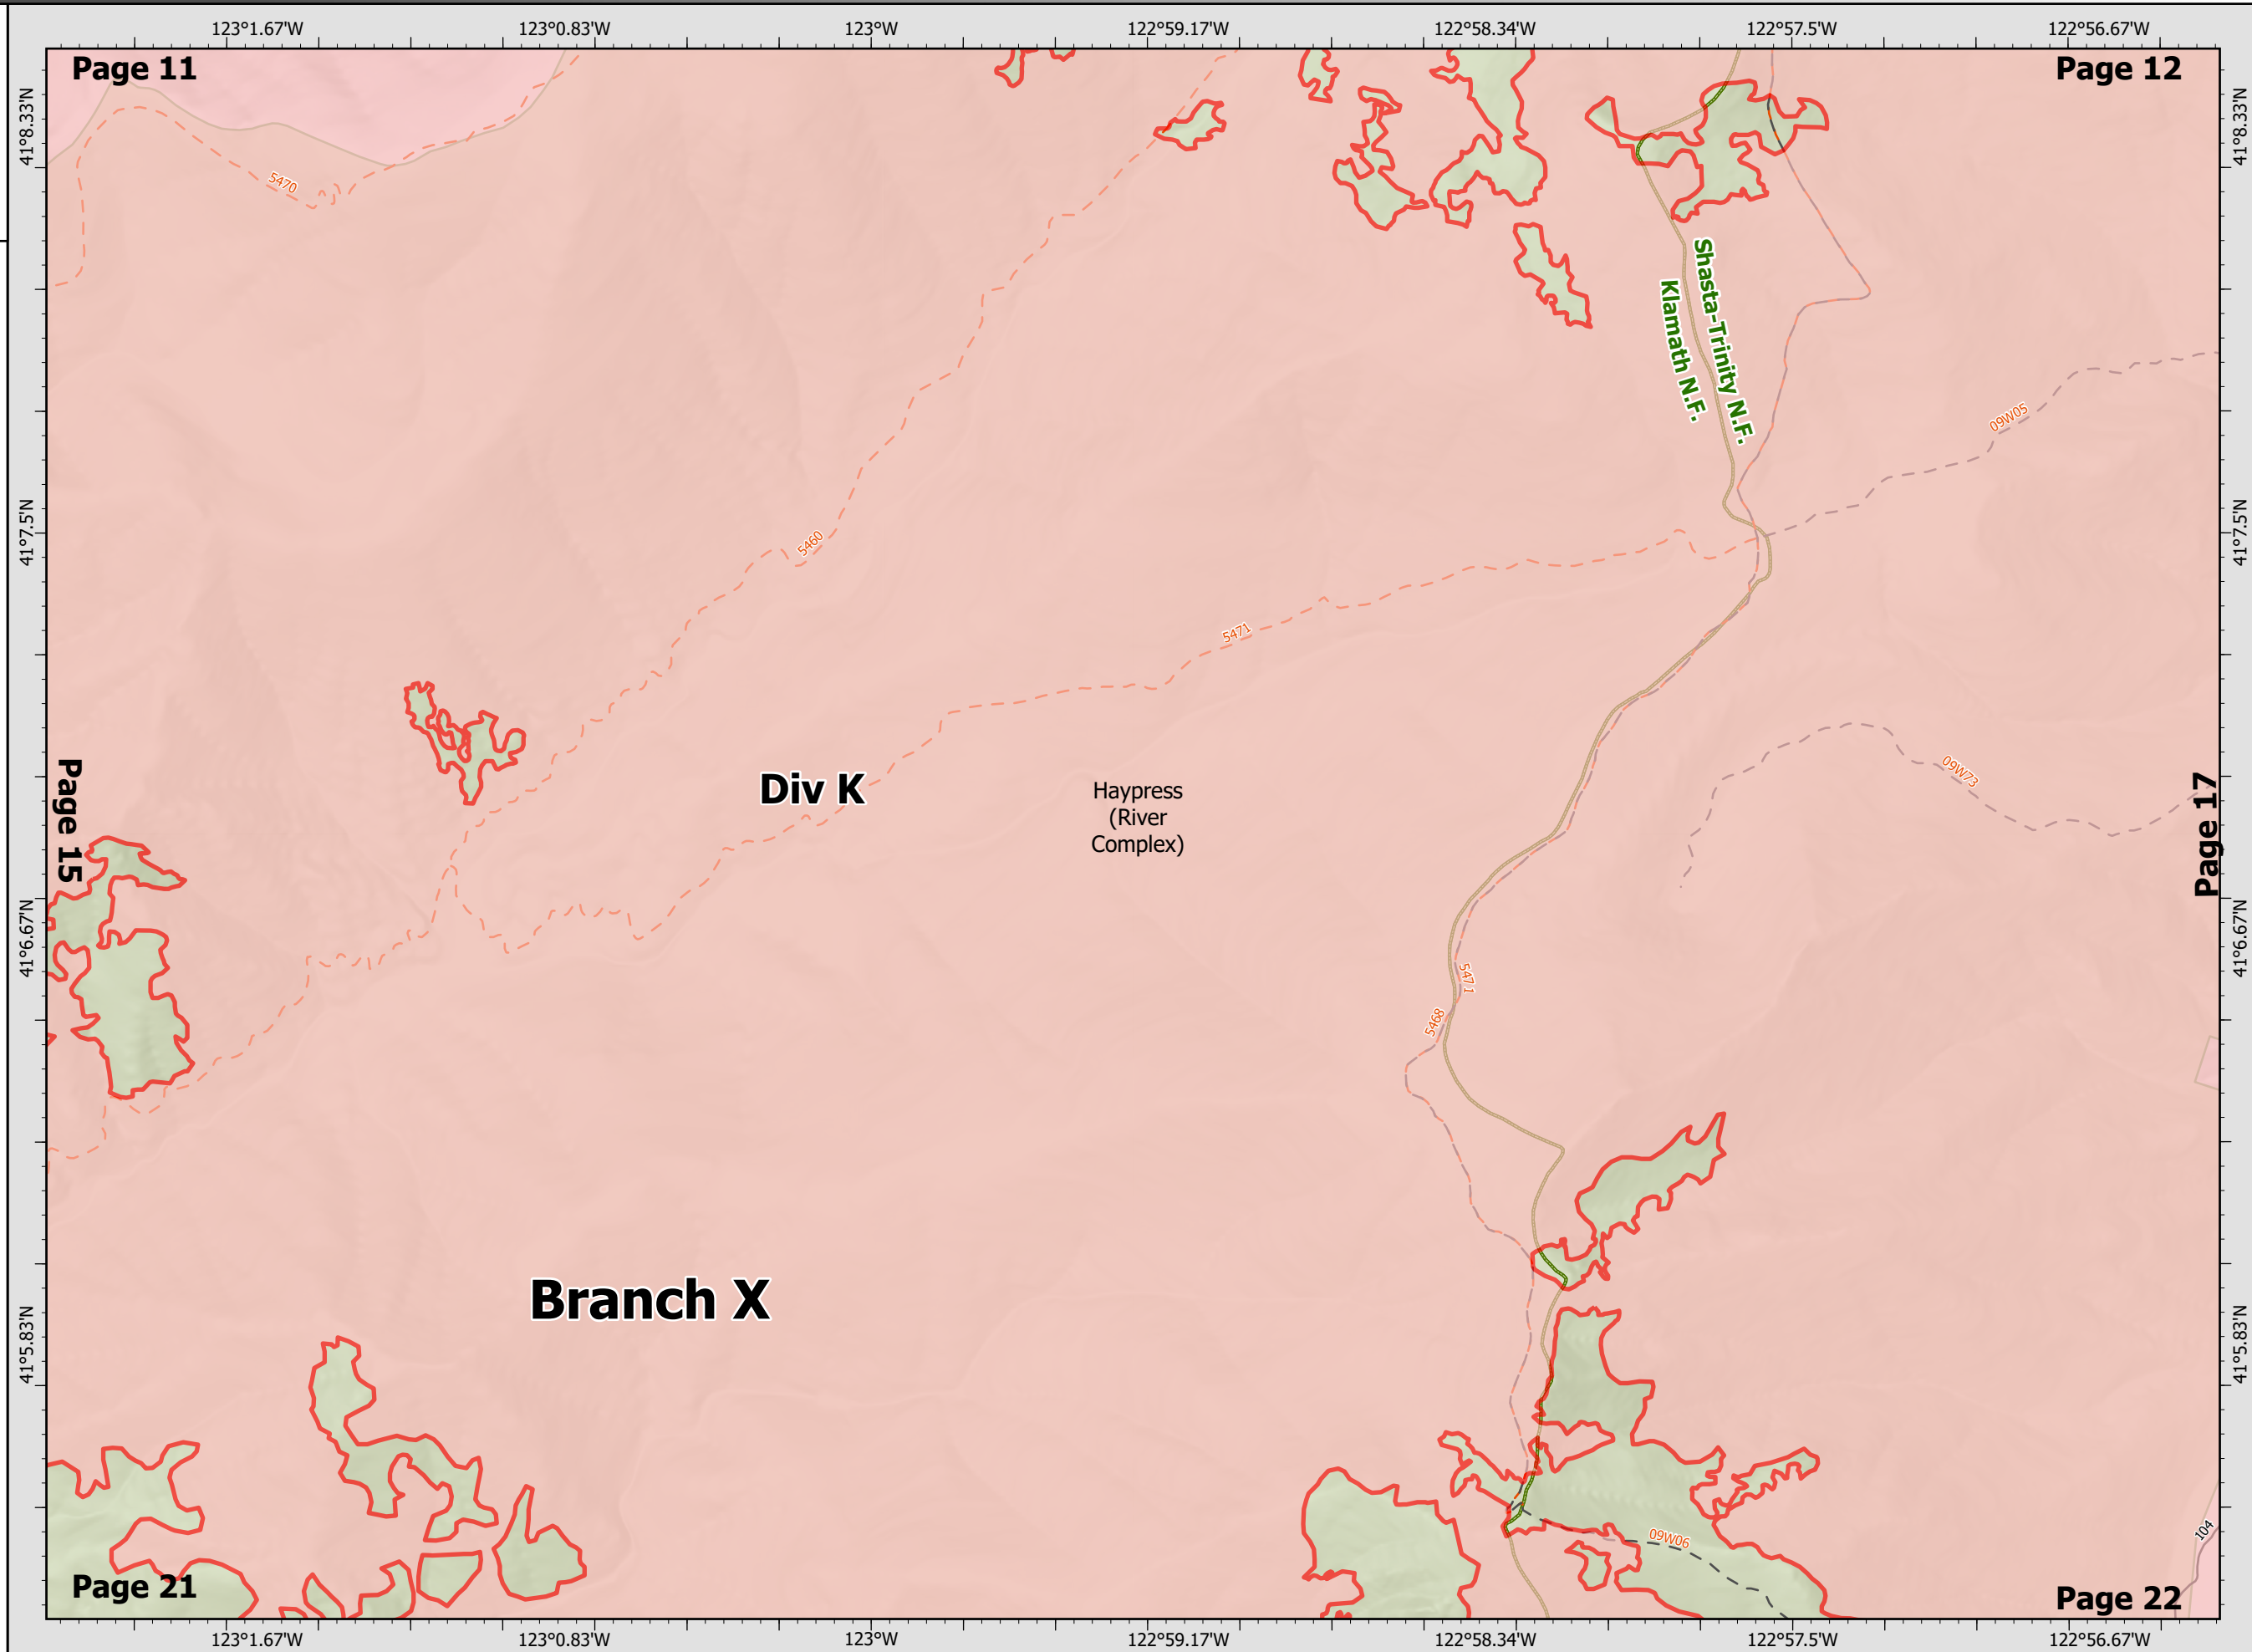 123°1.67'W
123°0.83'W
123°W
122°59.17'W
122°58.34'W
122°57.5'W
122°56.67'W
Page 11
Page 12
41°8.33'N
41°8.33'N
5470
Shasta-Trinity N.F.
Klamath N.F.
09W05
41°7.5'N
41°7.5'N
5460
5471
Page 15
Div K
Haypress
(River
Complex)
09W73
Page 17
41°6.67'N
41°6.67'N
5471
5468
Branch X
41°5.83'N
41°5.83'N
09W06
104
Page 21
Page 22
123°1.67'W
123°0.83'W
123°W
122°59.17'W
122°58.34'W
122°57.5'W
122°56.67'W